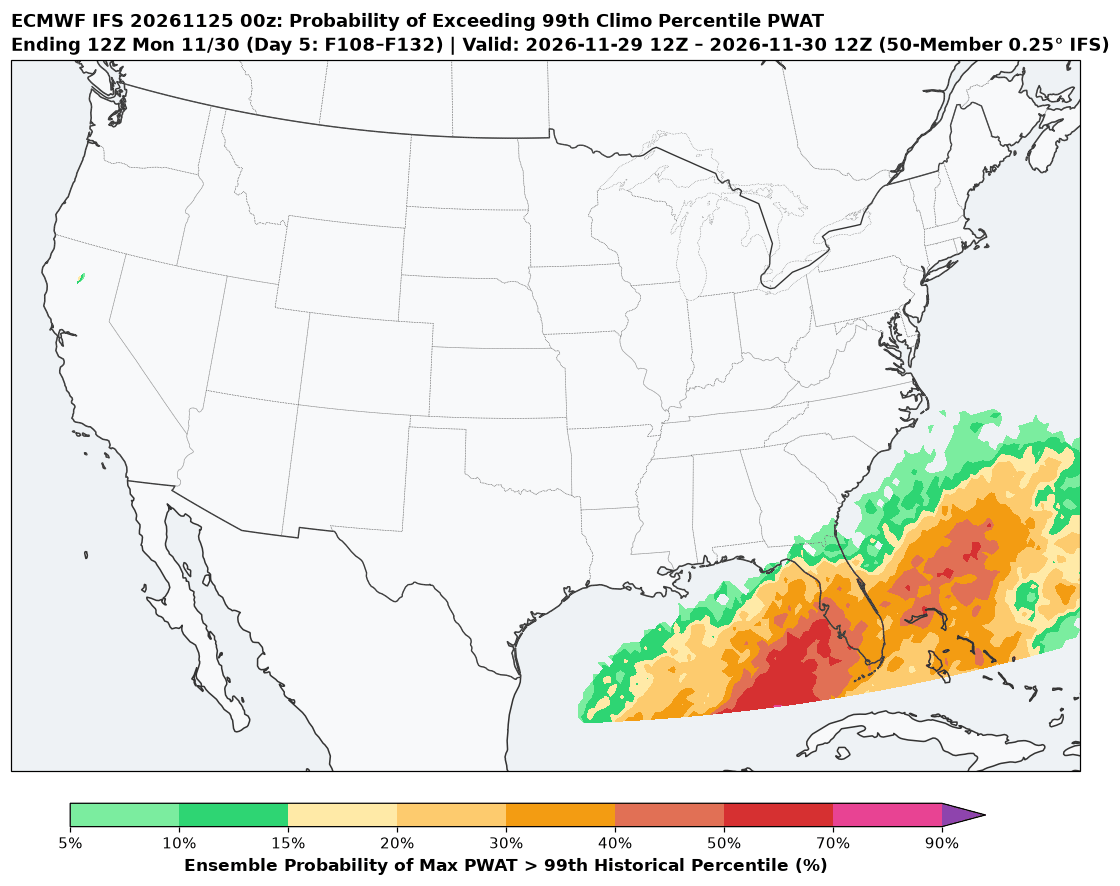 ECMWF IFS 20261125 00z: Probability of Exceeding 99th Climo Percentile PWAT
Ending 12Z Mon 11/30 (Day 5: F108–F132) | Valid: 2026-11-29 12Z – 2026-11-30 12Z (50-Member 0.25° IFS)
5% 10% 15% 20% 30% 40% 50% 70% 90%
Ensemble Probability of Max PWAT > 99th Historical Percentile (%)